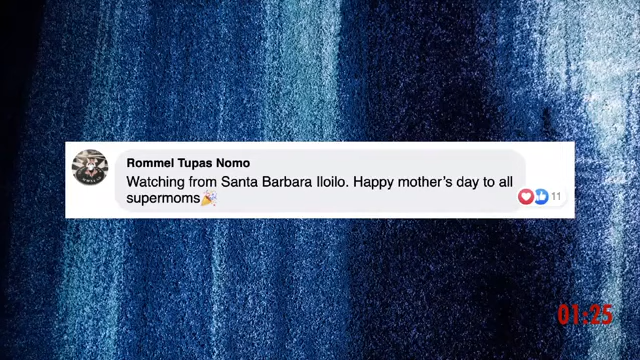 Rommel Tupas Nomo
Watching from Santa Barbara Iloilo. Happy mother's day to all
supermoms🎉
11
01:25